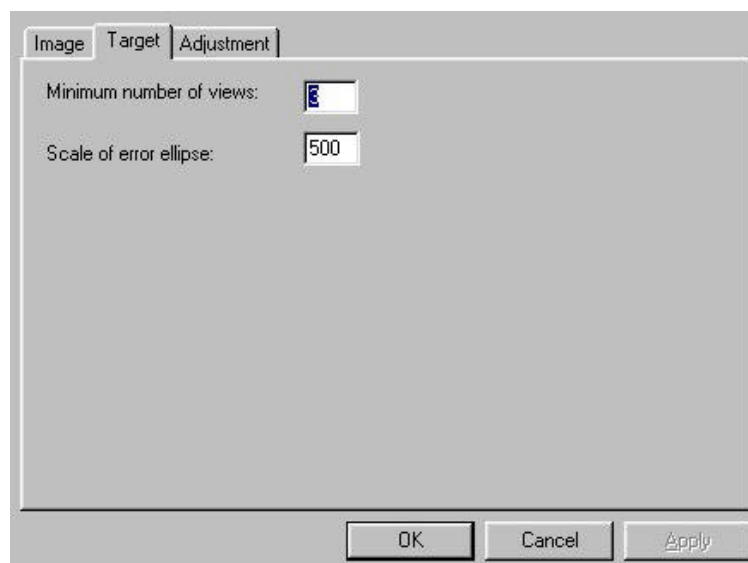 Image Target Adjustment
Minimum number of views: 3
Scale of error ellipse: 500
OK Cancel Apply